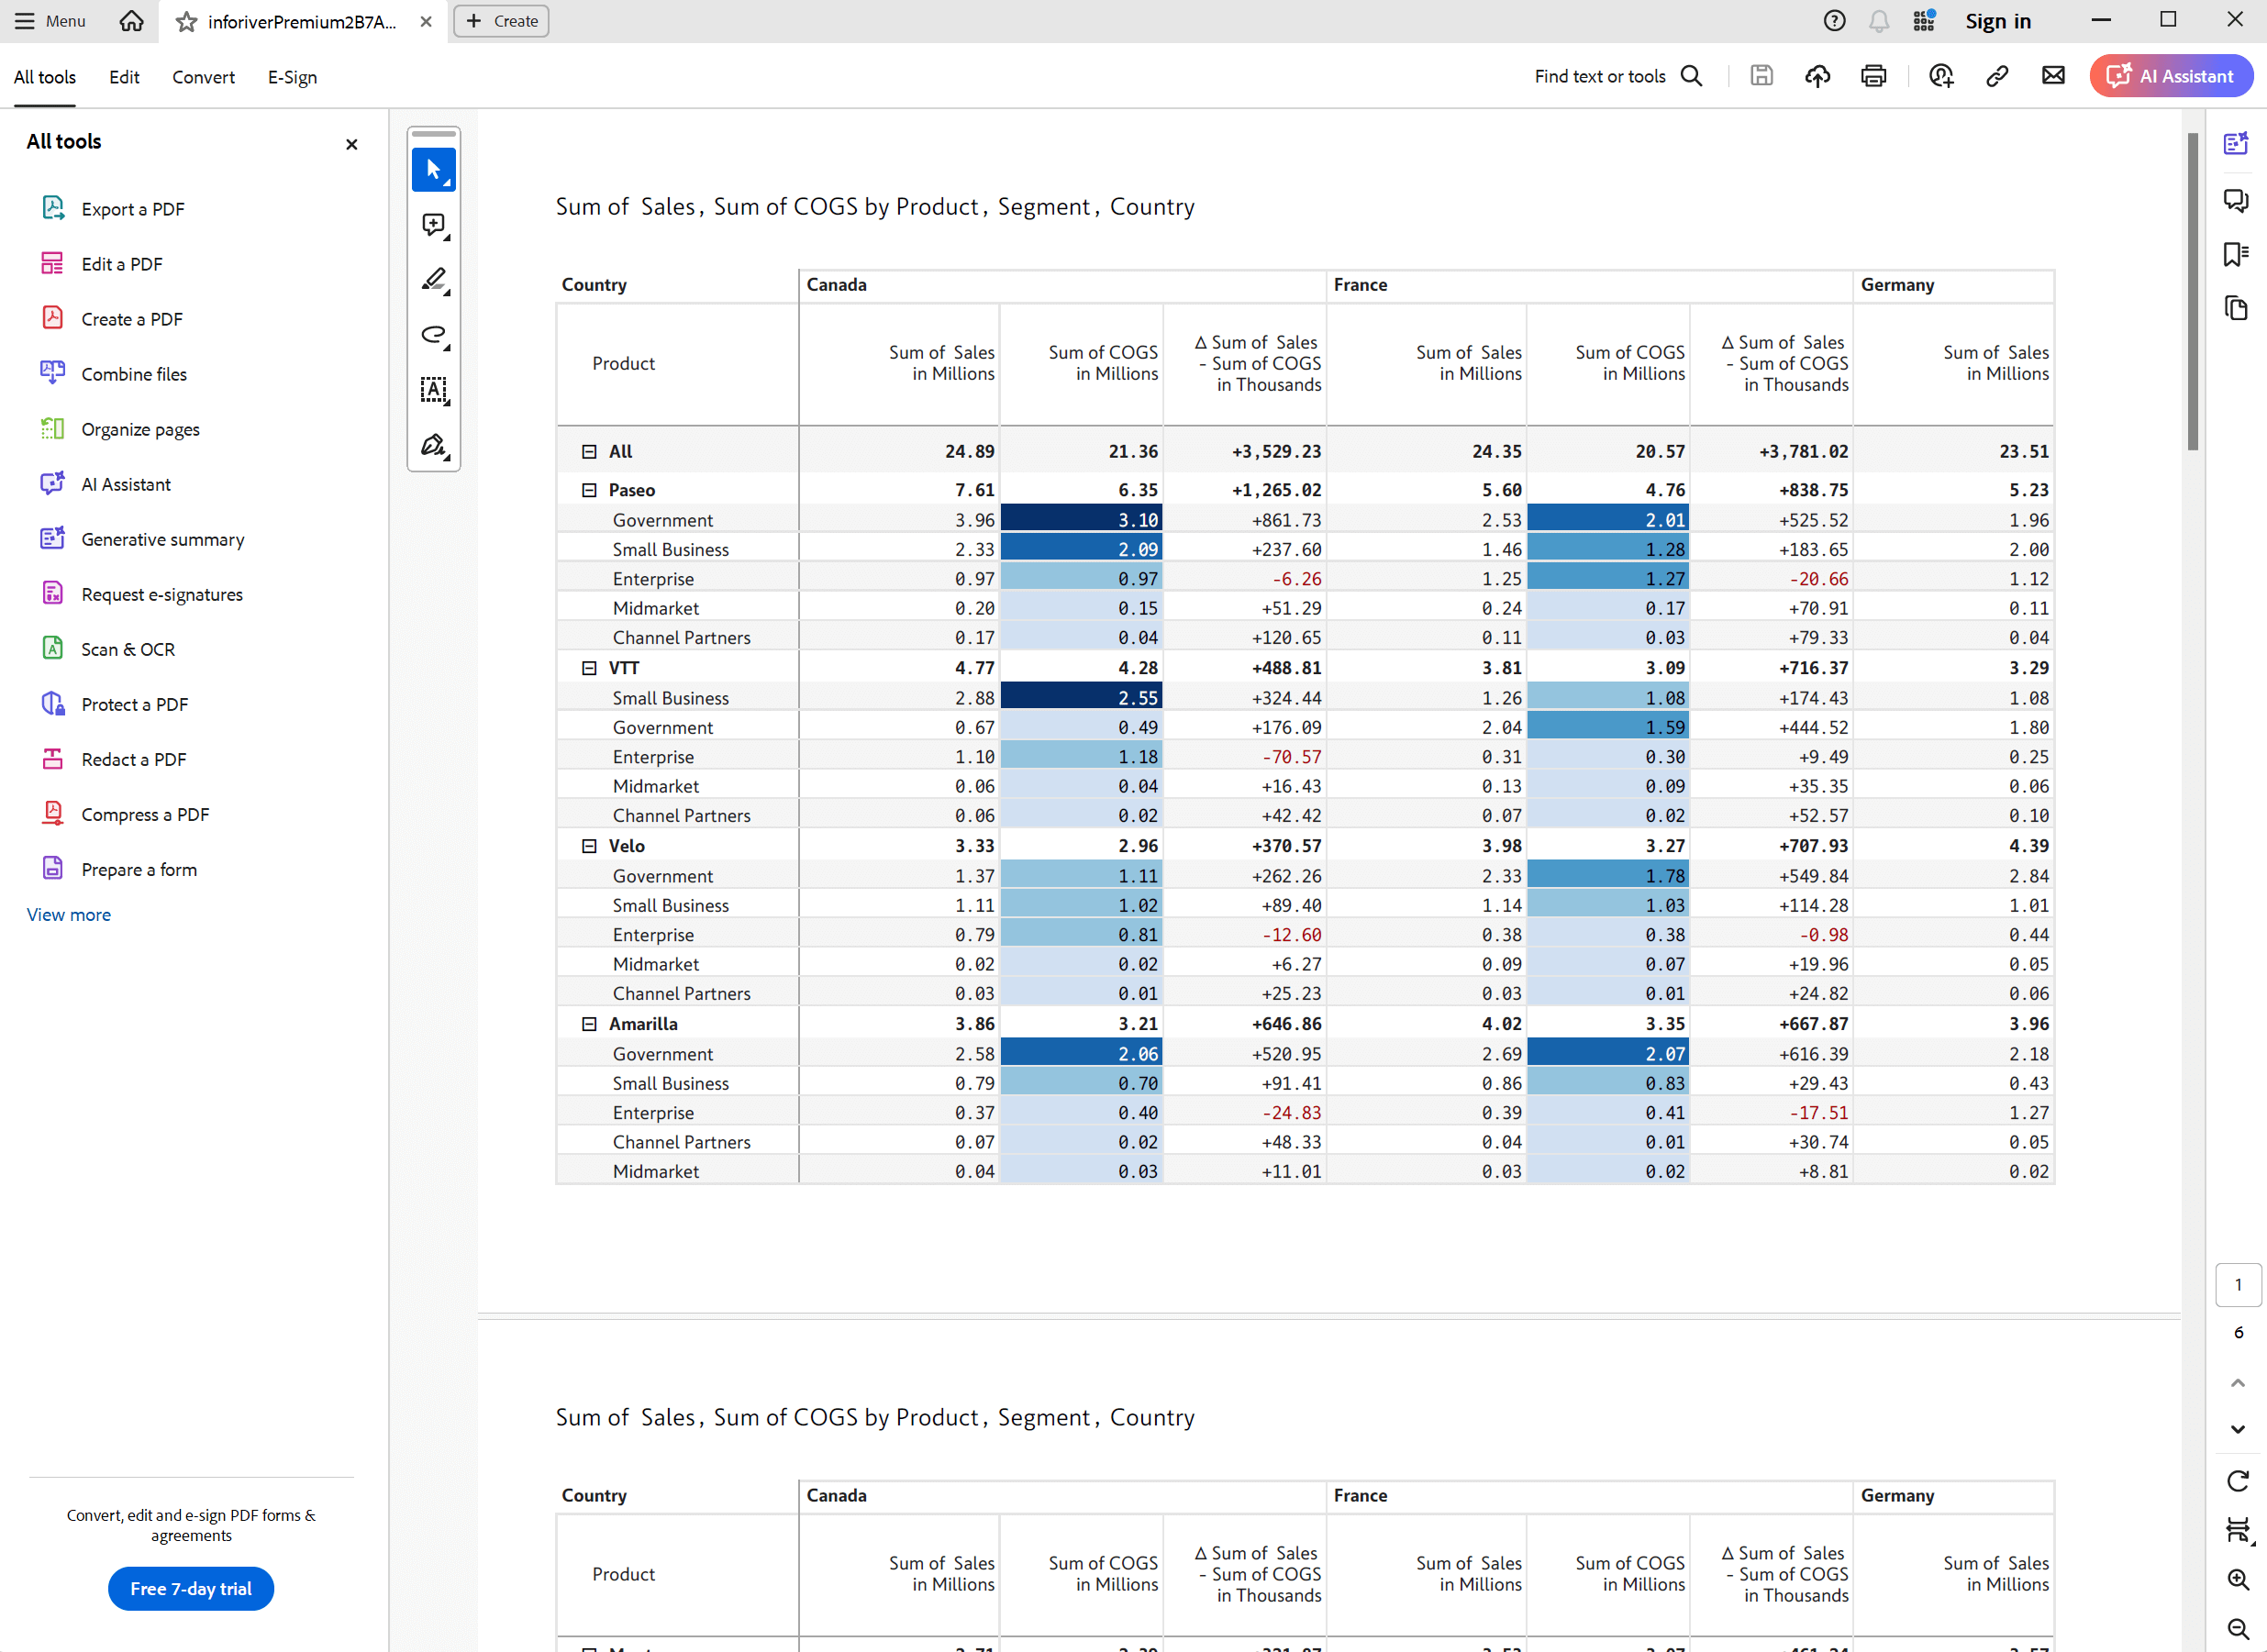 Menu
inforiverPremium2B7A...
Create
Sign in
All tools Edit Convert E-Sign
Find text or tools
AI Assistant
All tools
Export a PDF
Edit a PDF
Create a PDF
Combine files
Organize pages
AI Assistant
Generative summary
Request e-signatures
Scan & OCR
Protect a PDF
Redact a PDF
Compress a PDF
Prepare a form
View more
Convert, edit and e-sign PDF forms &
agreements
Free 7-day trial
Sum of Sales, Sum of COGS by Product, Segment, Country
Country Canada France Germany
Product
Sum of Sales
in Millions
Sum of COGS
in Millions
Δ Sum of Sales
- Sum of COGS
in Thousands
Sum of Sales
in Millions
Sum of COGS
in Millions
Δ Sum of Sales
- Sum of COGS
in Thousands
Sum of Sales
in Millions
All 24.89 21.36 +3,529.23 24.35 20.57 +3,781.02 23.51
Paseo 7.61 6.35 +1,265.02 5.60 4.76 +838.75 5.23
Government 3.96 3.10 +861.73 2.53 2.01 +525.52 1.96
Small Business 2.33 2.09 +237.60 1.46 1.28 +183.65 2.00
Enterprise 0.97 0.97 -6.26 1.25 1.27 -20.66 1.12
Midmarket 0.20 0.15 +51.29 0.24 0.17 +70.91 0.11
Channel Partners 0.17 0.04 +120.65 0.11 0.03 +79.33 0.04
VTT 4.77 4.28 +488.81 3.81 3.09 +716.37 3.29
Small Business 2.88 2.55 +324.44 1.26 1.08 +174.43 1.08
Government 0.67 0.49 +176.09 2.04 1.59 +444.52 1.80
Enterprise 1.10 1.18 -70.57 0.31 0.30 +9.49 0.25
Midmarket 0.06 0.04 +16.43 0.13 0.09 +35.35 0.06
Channel Partners 0.06 0.02 +42.42 0.07 0.02 +52.57 0.10
Velo 3.33 2.96 +370.57 3.98 3.27 +707.93 4.39
Government 1.37 1.11 +262.26 2.33 1.78 +549.84 2.84
Small Business 1.11 1.02 +89.40 1.14 1.03 +114.28 1.01
Enterprise 0.79 0.81 -12.60 0.38 0.38 -0.98 0.44
Midmarket 0.02 0.02 +6.27 0.09 0.07 +19.96 0.05
Channel Partners 0.03 0.01 +25.23 0.03 0.01 +24.82 0.06
Amarilla 3.86 3.21 +646.86 4.02 3.35 +667.87 3.96
Government 2.58 2.06 +520.95 2.69 2.07 +616.39 2.18
Small Business 0.79 0.70 +91.41 0.86 0.83 +29.43 0.43
Enterprise 0.37 0.40 -24.83 0.39 0.41 -17.51 1.27
Channel Partners 0.07 0.02 +48.33 0.04 0.01 +30.74 0.05
Midmarket 0.04 0.03 +11.01 0.03 0.02 +8.81 0.02
1
6
Sum of Sales, Sum of COGS by Product, Segment, Country
Country Canada France Germany
Product
Sum of Sales
in Millions
Sum of COGS
in Millions
Δ Sum of Sales
- Sum of COGS
in Thousands
Sum of Sales
in Millions
Sum of COGS
in Millions
Δ Sum of Sales
- Sum of COGS
in Thousands
Sum of Sales
in Millions